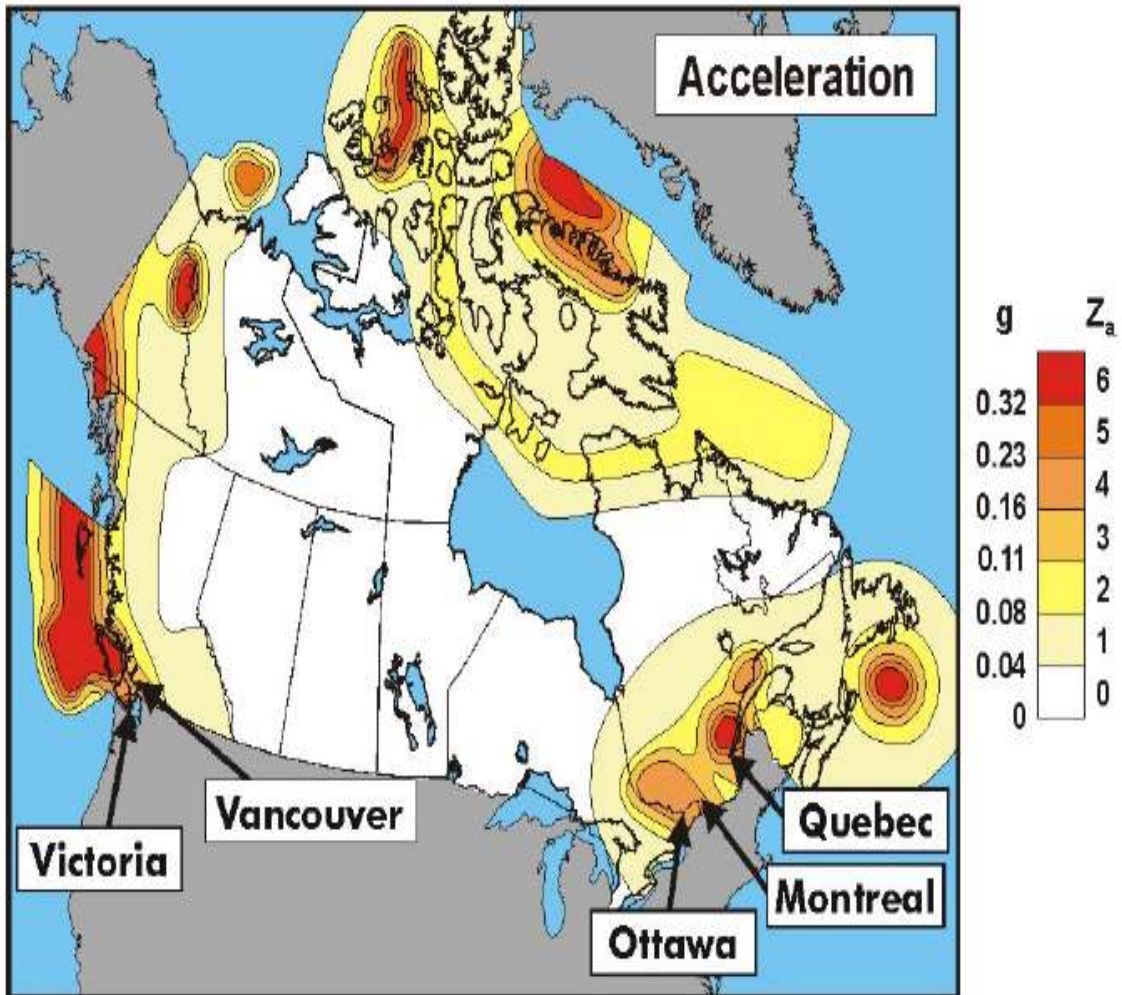 Acceleration
g Z_a
6
0.32
5
0.23
4
0.16
3
0.11
2
0.08
1
0.04
0
0
Vancouver
Victoria
Quebec
Montreal
Ottawa